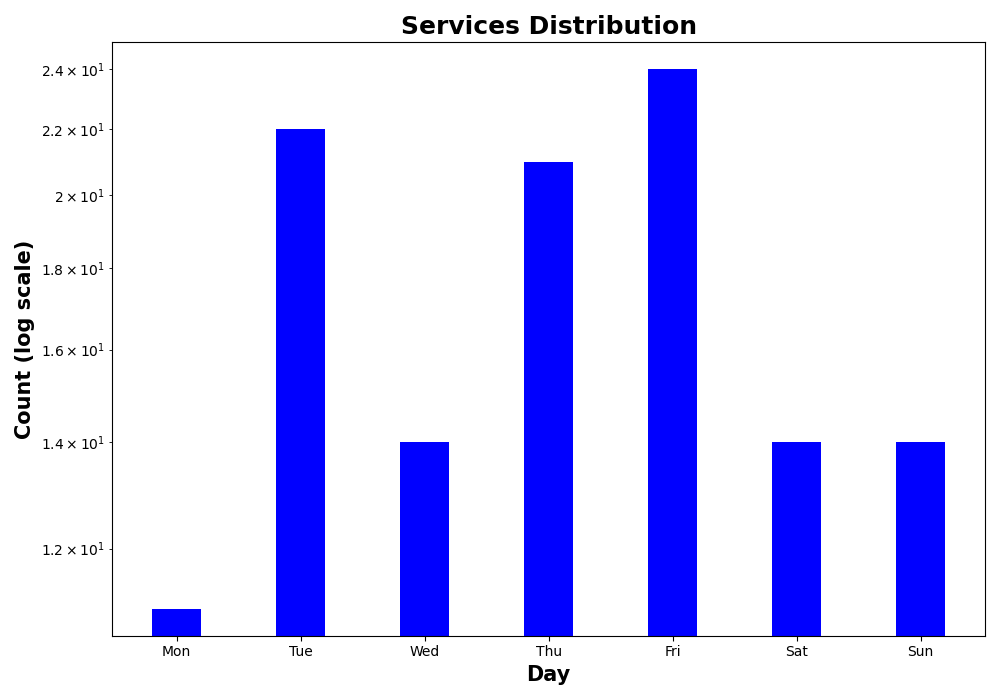 Services Distribution
Count (log scale)
2.4 × 10¹
2.2 × 10¹
2 × 10¹
1.8 × 10¹
1.6 × 10¹
1.4 × 10¹
1.2 × 10¹
Mon Tue Wed Thu Fri Sat Sun
Day